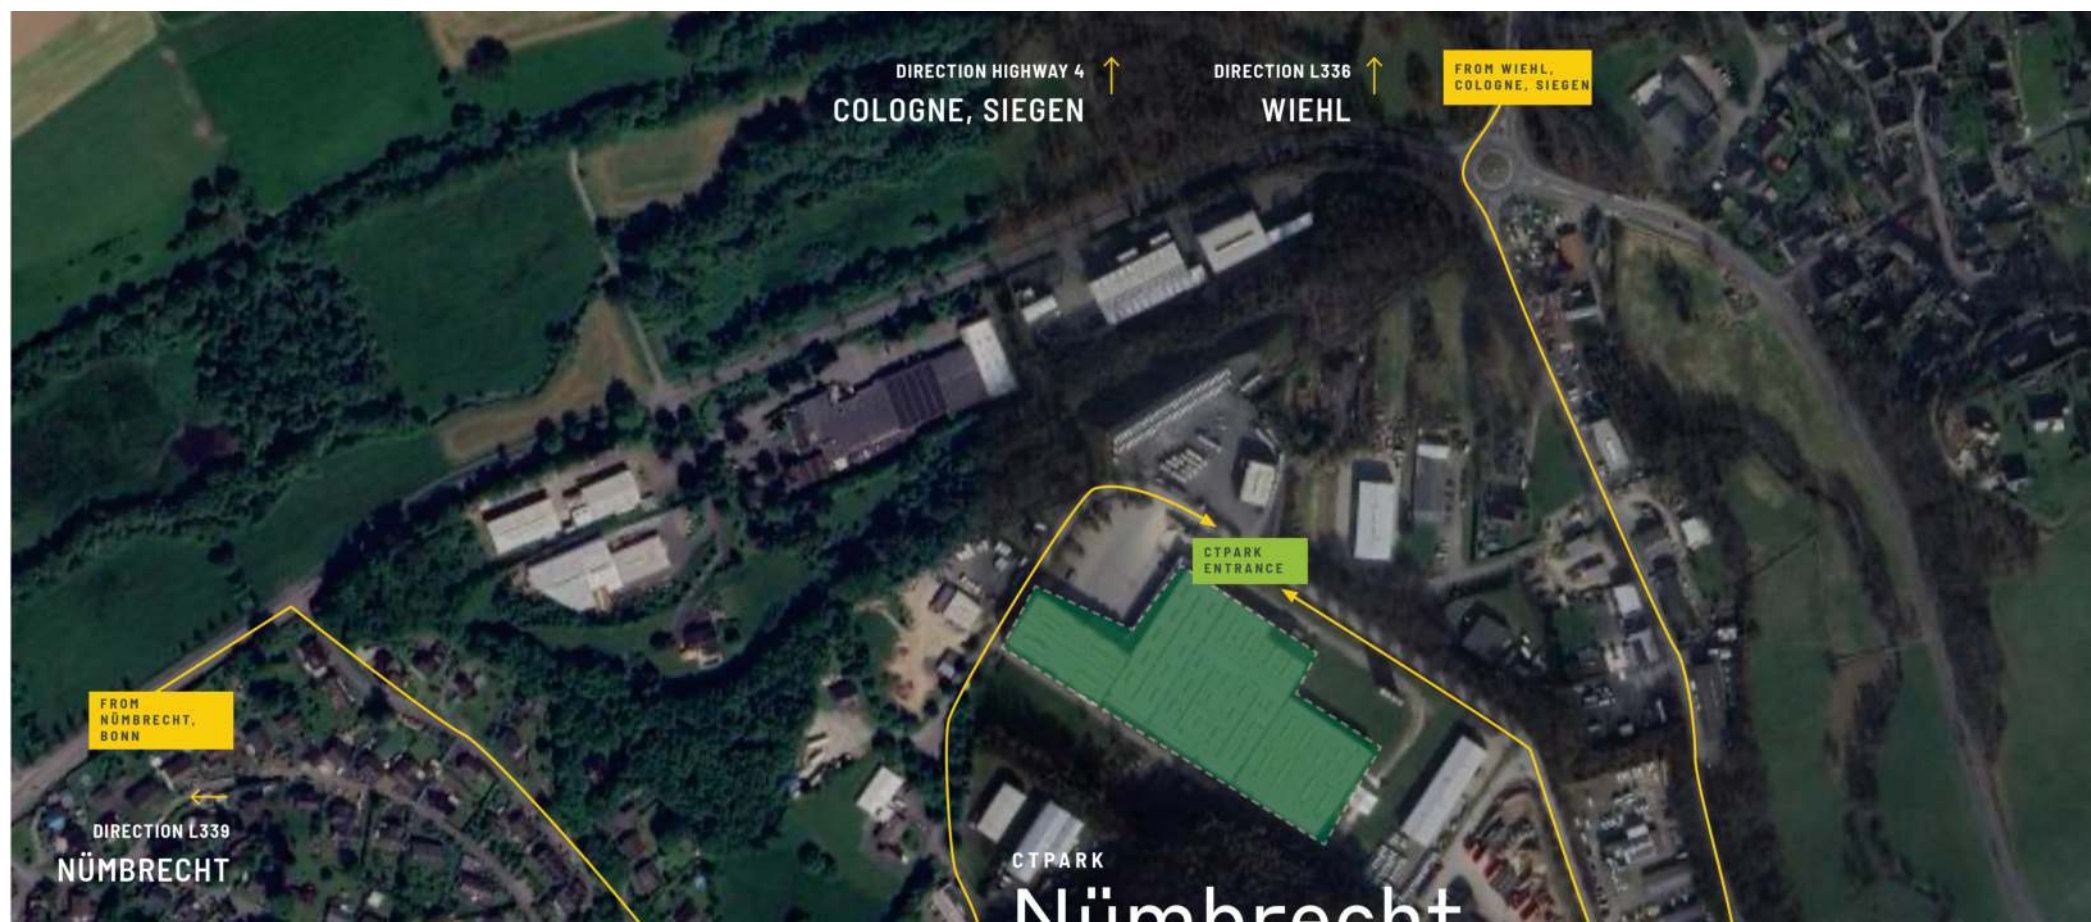 DIRECTION HIGHWAY 4
COLOGNE, SIEGEN
DIRECTION L336
WIEHL
FROM WIEHL,
COLOGNE, SIEGEN
CTPARK
ENTRANCE
FROM
NÜMBRECHT,
BONN
DIRECTION L339
NÜMBRECHT
CTPARK
Nümbrecht